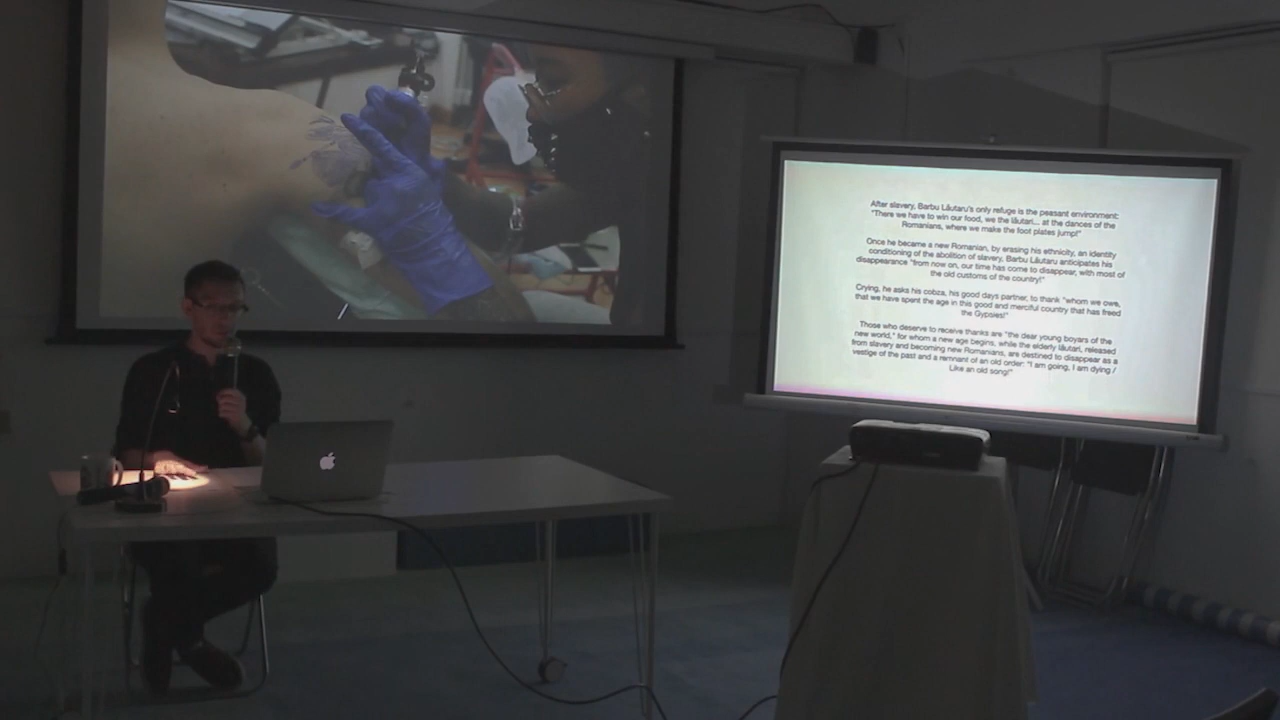 After slavery, Barbu Lăutaru's only refuge is the peasant environment:
"There we have to win our food, we the lăutari... at the dances of the
Romanians, where we make the foot plates jump!"
Once he became a new Romanian, by erasing his ethnicity, an identity
conditioning of the abolition of slavery, Barbu Lăutaru anticipates his
disappearance "from now on, our time has come to disappear, with most of
the old customs of the country!"
Crying, he asks his cobza, his good days partner, to thank "whom we owe,
that we have spent the age in this good and merciful country that has freed
the Gypsies!"
Those who deserve to receive thanks are "the dear young boyars of the
new world," for whom a new age begins, while the elderly lăutari, released
from slavery and becoming new Romanians, are destined to disappear as a
vestige of the past and a remnant of an old order: "I am going, I am dying /
Like an old song!"